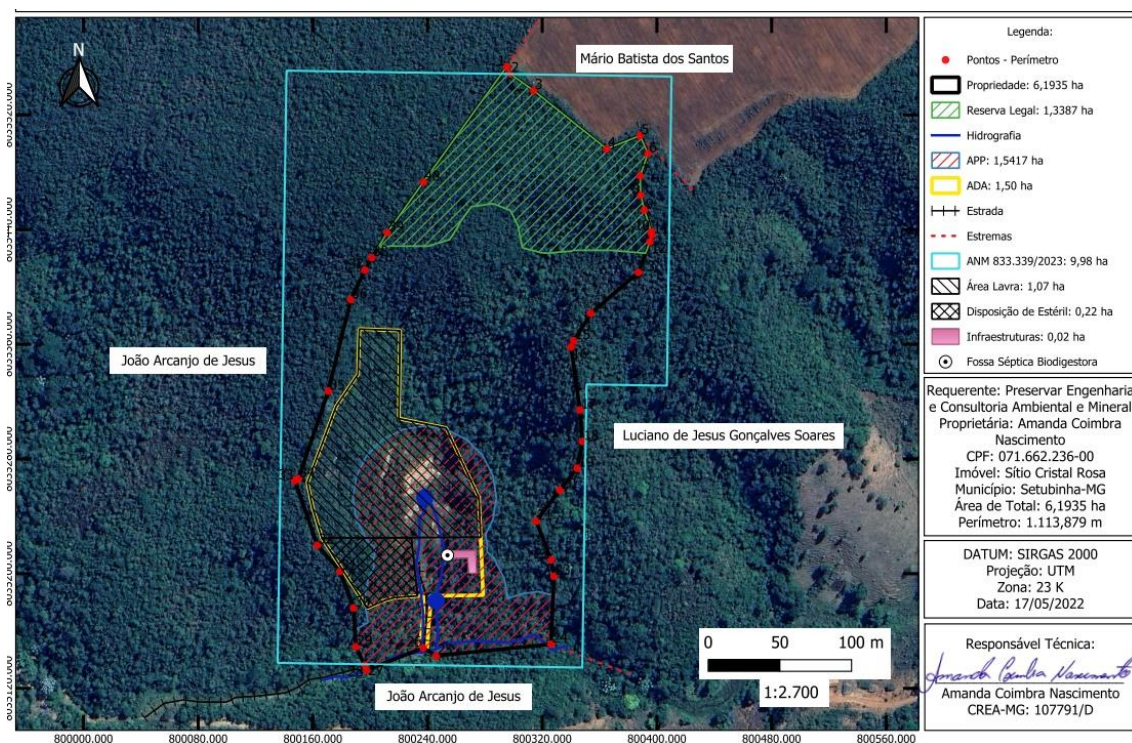 N
Mário Batista dos Santos
João Arcanjo de Jesus
Luciano de Jesus Gonçalves Soares
João Arcanjo de Jesus
0 50 100 m
1:2.700
800000.000 800080.000 800160.000 800240.000 800320.000 800400.000 800480.000 800560.000
Legenda:
Pontos - Perímetro
Propriedade: 6,1935 ha
Reserva Legal: 1,3387 ha
Hidrografia
APP: 1,5417 ha
ADA: 1,50 ha
Estrada
Estremas
ANM 833.339/2023: 9,98 ha
Área Lavra: 1,07 ha
Disposição de Estéril: 0,22 ha
Infraestruturas: 0,02 ha
Fossa Séptica Biodigestora
Requerente: Preservar Engenharia
e Consultoria Ambiental e Mineral
Proprietária: Amanda Coimbra
Nascimento
CPF: 071.662.236-00
Imóvel: Sítio Cristal Rosa
Município: Setubinha-MG
Área de Total: 6,1935 ha
Perímetro: 1.113,879 m
DATUM: SIRGAS 2000
Projeção: UTM
Zona: 23 K
Data: 17/05/2022
Responsável Técnica:
Amanda Coimbra Nascimento
Amanda Coimbra Nascimento
CREA-MG: 107791/D